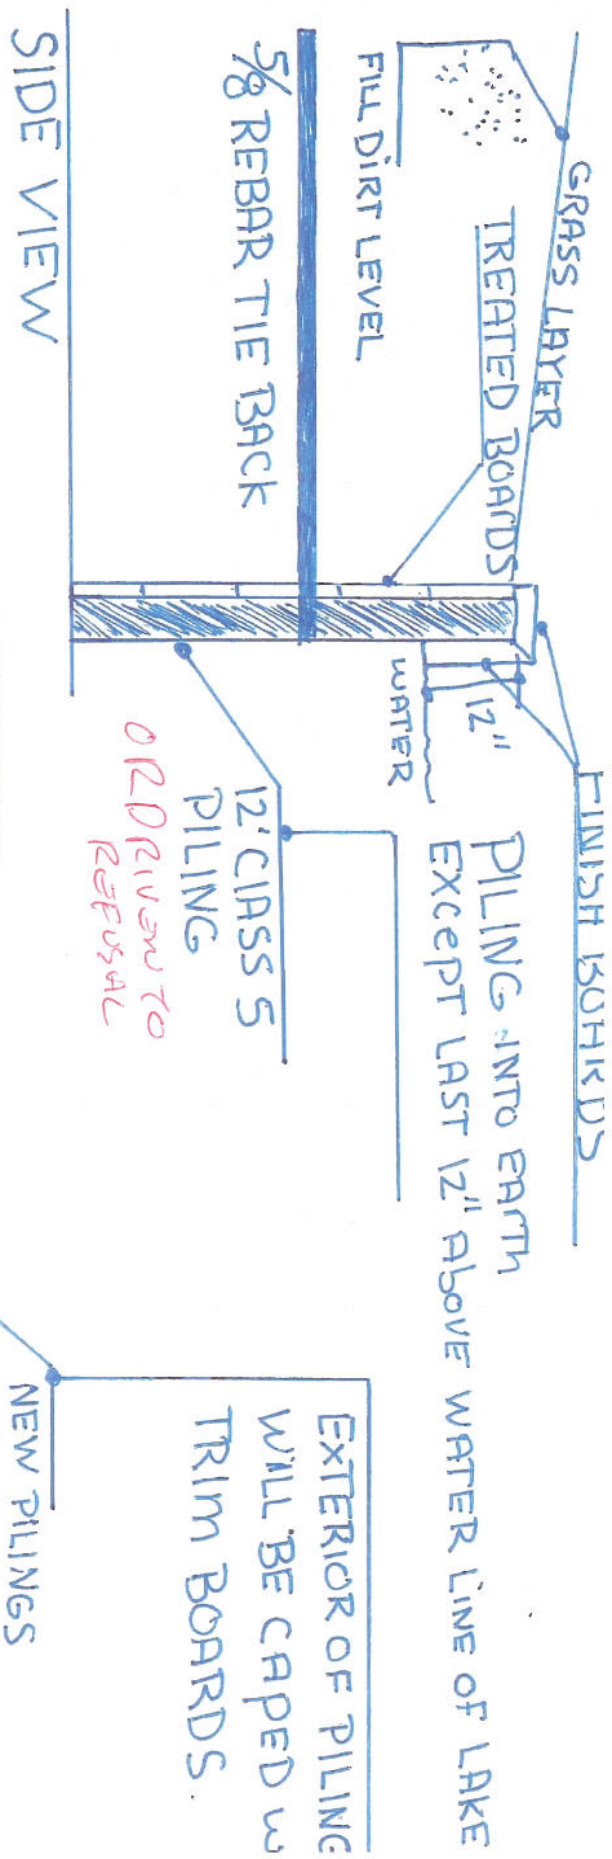 GRASS LAYER
TREATED BOARDS
FILL DIRT LEVEL
5/8 REBAR TIE BACK
SIDE VIEW
FINISH BOARDS
12"
WATER
PILING INTO EARTH
EXCEPT LAST 12" ABOVE WATER LINE OF LAKE
12' CLASS 5
PILING
OR DRIVEN TO
REFUSAL
EXTERIOR OF PILING
WILL BE CAPED W
TRIM BOARDS.
NEW PILINGS